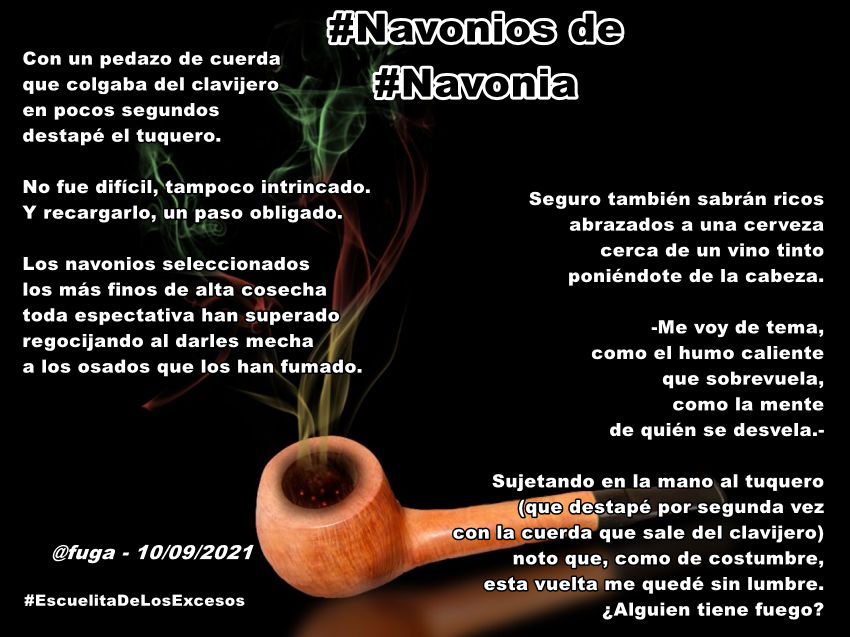 #Navonios de
#Navonia
Con un pedazo de cuerda
que colgaba del clavijero
en pocos segundos
destapé el tuquero.
No fue difícil, tampoco intrincado.
Y recargarlo, un paso obligado.
Los navonios seleccionados
los más finos de alta cosecha
toda espectativa han superado
regocijando al darles mecha
a los osados que los han fumado.
Seguro también sabrán ricos
abrazados a una cerveza
cerca de un vino tinto
poniéndote de la cabeza.
-Me voy de tema,
como el humo caliente
que sobrevuela,
como la mente
de quién se desvela.-
Sujetando en la mano al tuquero
(que destapé por segunda vez
con la cuerda que sale del clavijero)
noto que, como de costumbre,
esta vuelta me quedé sin lumbre.
¿Alguien tiene fuego?
@fuga - 10/09/2021
#EscuelitaDeLosExcesos